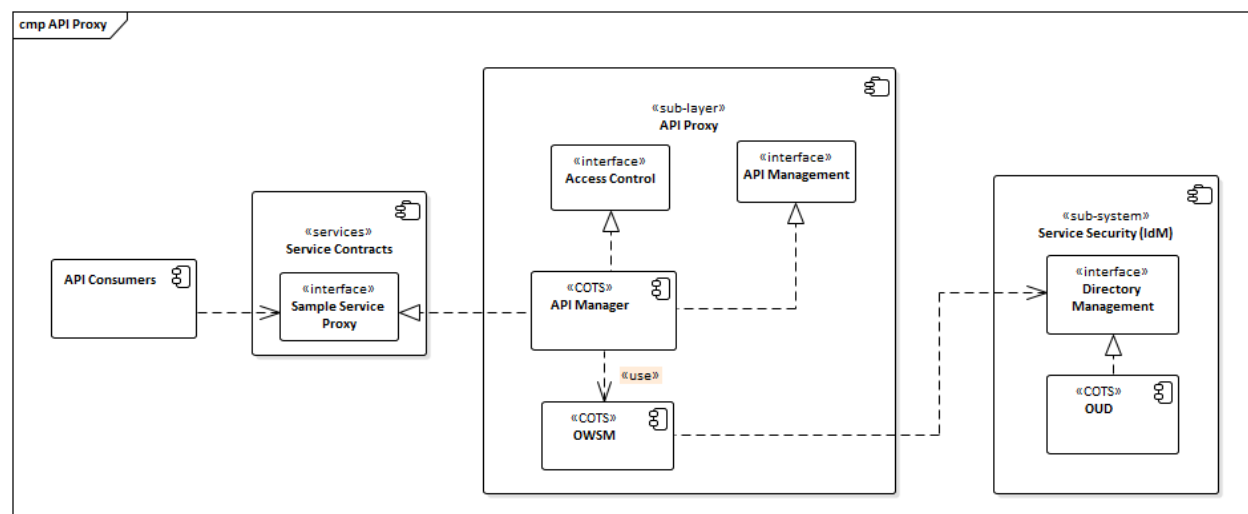 cmp API Proxy
«sub-layer»
API Proxy
«interface»
Access Control
«interface»
API Management
«services»
Service Contracts
«interface»
Sample Service
Proxy
API Consumers
«COTS»
API Manager
«use»
«COTS»
OWSM
«sub-system»
Service Security (IdM)
«interface»
Directory
Management
«COTS»
OUD